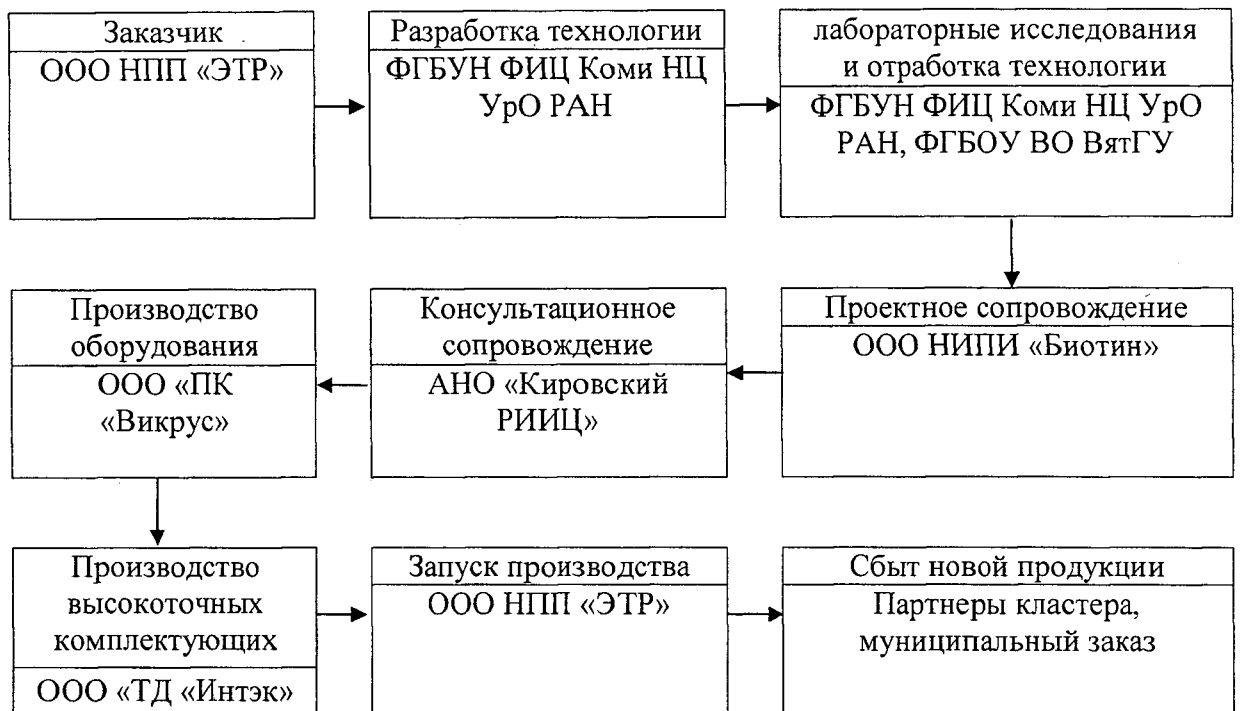 Заказчик
ООО НПП «ЭТР»
Разработка технологии
ФГБУН ФИЦ Коми НЦ
УрО РАН
лабораторные исследования
и отработка технологии
ФГБУН ФИЦ Коми НЦ УрО
РАН, ФГБОУ ВО ВятГУ
Проектное сопровождение
ООО НИПИ «Биотин»
Консультационное
сопровождение
АНО «Кировский
РИИЦ»
Производство
оборудования
ООО «ПК
«Викрус»
Производство
высокоточных
комплектующих
ООО «ТД «Интэк»
Запуск производства
ООО НПП «ЭТР»
Сбыт новой продукции
Партнеры кластера,
муниципальный заказ